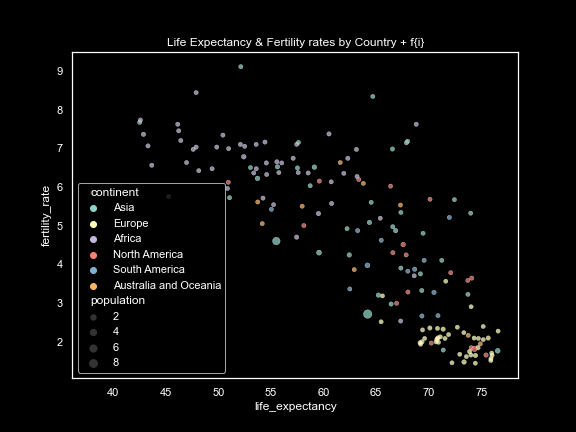 Life Expectancy & Fertility rates by Country + f{i}
9
8
7
6
5
4
3
2
fertility_rate
continent
Asia
Europe
Africa
North America
South America
Australia and Oceania
population
2
4
6
8
40
45
50
55
60
65
70
75
life_expectancy